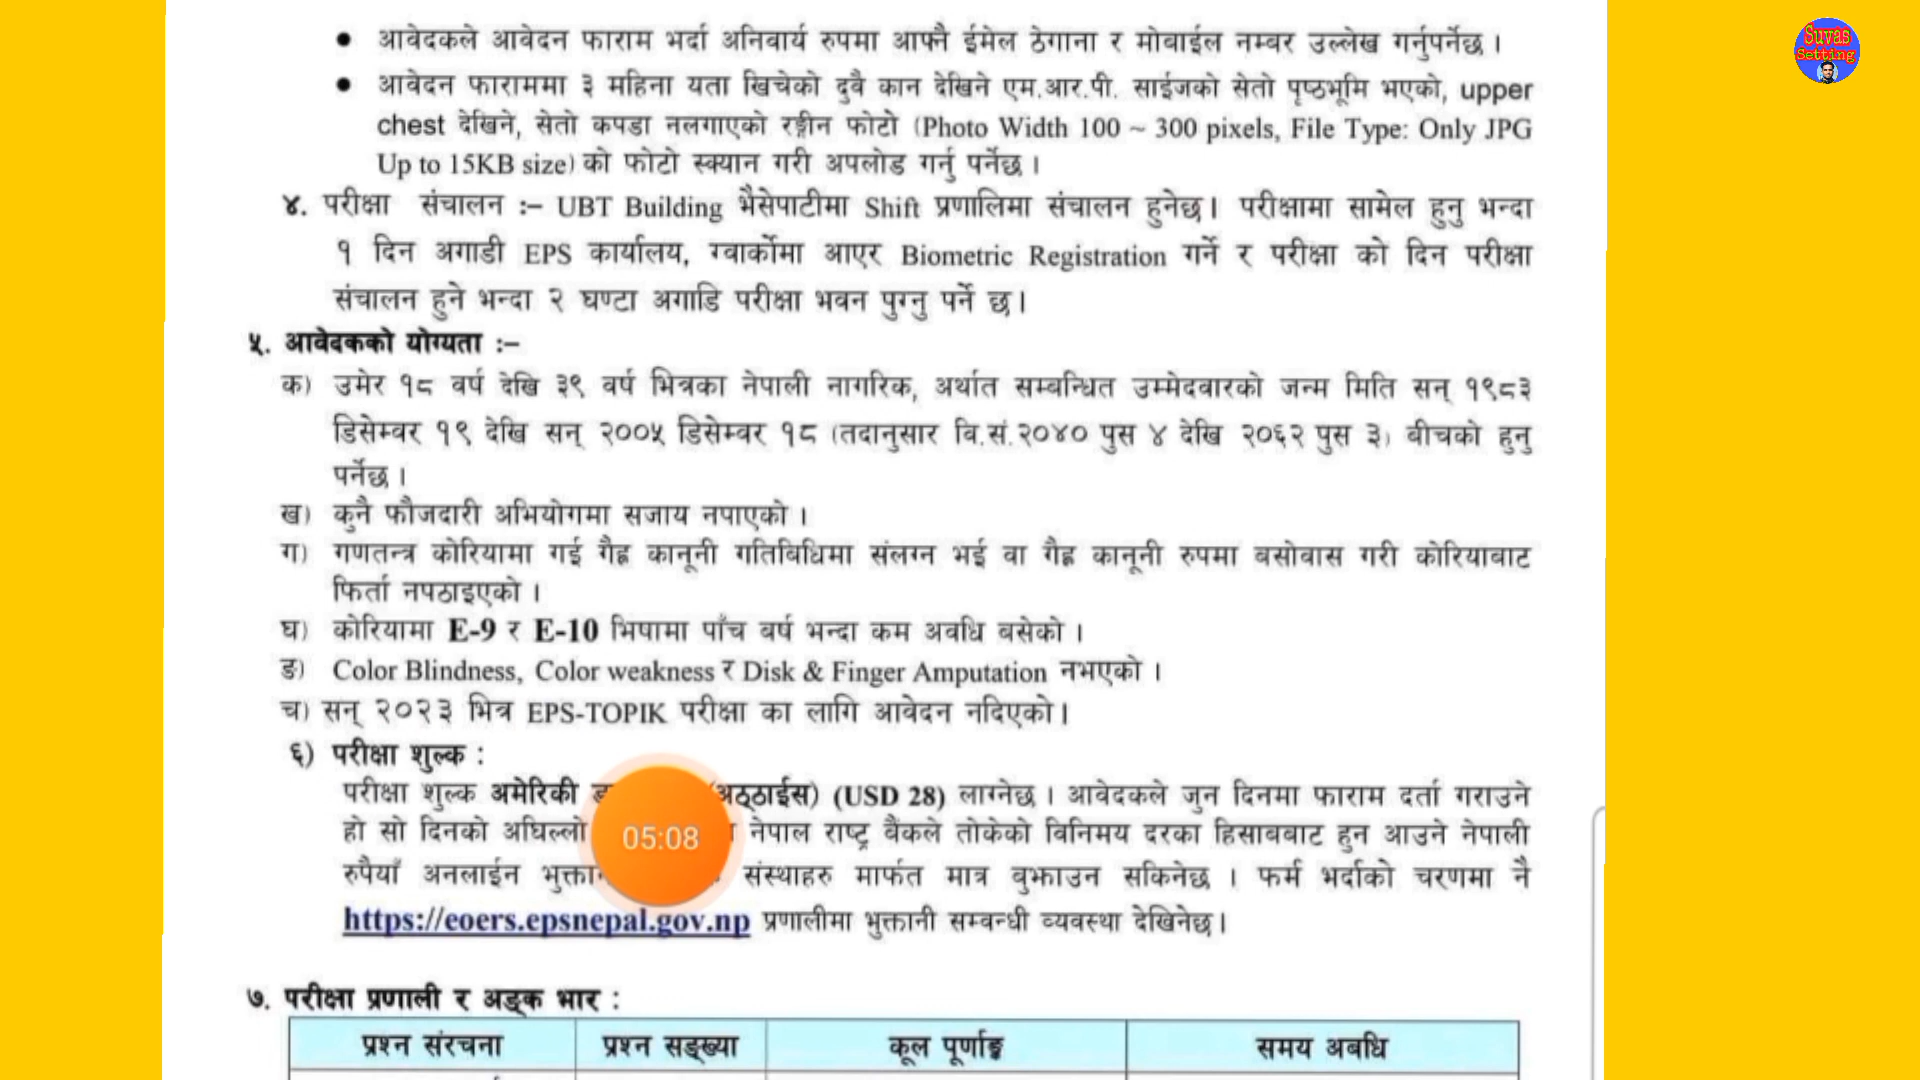 Suvas
Setting
• आवेदकले आवेदन फाराम भर्दा अनिवार्य रुपमा आफ्नै ईमेल ठेगाना र मोबाईल नम्बर उल्लेख गर्नुपर्नेछ ।
• आवेदन फाराममा ३ महिना यता खिचेको दुवै कान देखिने एम.आर.पी. साईजको सेतो पृष्ठभूमि भएको, upper
chest देखिने, सेतो कपडा नलगाएको रङ्गीन फोटो (Photo Width 100 ~ 300 pixels, File Type: Only JPG
Up to 15KB size) को फोटो स्क्यान गरी अपलोड गर्नु पर्नेछ ।
४. परीक्षा संचालन :– UBT Building भैसेपाटीमा Shift प्रणालिमा संचालन हुनेछ। परीक्षामा सामेल हुनु भन्दा
१ दिन अगाडी EPS कार्यालय, ग्वार्कोमा आएर Biometric Registration गर्ने र परीक्षा को दिन परीक्षा
संचालन हुने भन्दा २ घण्टा अगाडि परीक्षा भवन पुग्नु पर्ने छ।
५. आवेदकको योग्यता :–
क) उमेर १८ वर्ष देखि ३९ वर्ष भित्रका नेपाली नागरिक, अर्थात सम्बन्धित उम्मेदवारको जन्म मिति सन् १९८३
डिसेम्वर १९ देखि सन् २००५ डिसेम्वर १८ (तदानुसार वि.सं.२०४० पुस ४ देखि २०६२ पुस ३) बीचको हुनु
पर्नेछ ।
ख) कुनै फौजदारी अभियोगमा सजाय नपाएको ।
ग) गणतन्त्र कोरियामा गई गैह्र कानूनी गतिबिधिमा संलग्न भई वा गैह्र कानूनी रुपमा बसोवास गरी कोरियाबाट
फिर्ता नपठाइएको ।
घ) कोरियामा E-9 र E-10 भिषामा पाँच बर्ष भन्दा कम अवधि बसेको ।
ङ) Color Blindness, Color weakness र Disk & Finger Amputation नभएको ।
च) सन् २०२३ भित्र EPS-TOPIK परीक्षा का लागि आवेदन नदिएको।
६) परीक्षा शुल्क :
परीक्षा शुल्क अमेरिकी (अठ्ठाईस) (USD 28) लाग्नेछ । आवेदकले जुन दिनमा फाराम दर्ता गराउने
हो सो दिनको अघिल्लो नेपाल राष्ट्र बैंकले तोकेको विनिमय दरका हिसाबबाट हुन आउने नेपाली
रुपैयाँ अनलाईन संस्थाहरु मार्फत मात्र बुझाउन सकिनेछ । फर्म भर्दाको चरणमा नै
https://eoers.epsnepal.gov.np प्रणालीमा भुक्तानी सम्वन्धी व्यवस्था देखिनेछ।
05:08
७. परीक्षा प्रणाली र अङ्क भार :
प्रश्न संरचना प्रश्न सङ्ख्या कूल पूर्णाङ्क समय अबधि